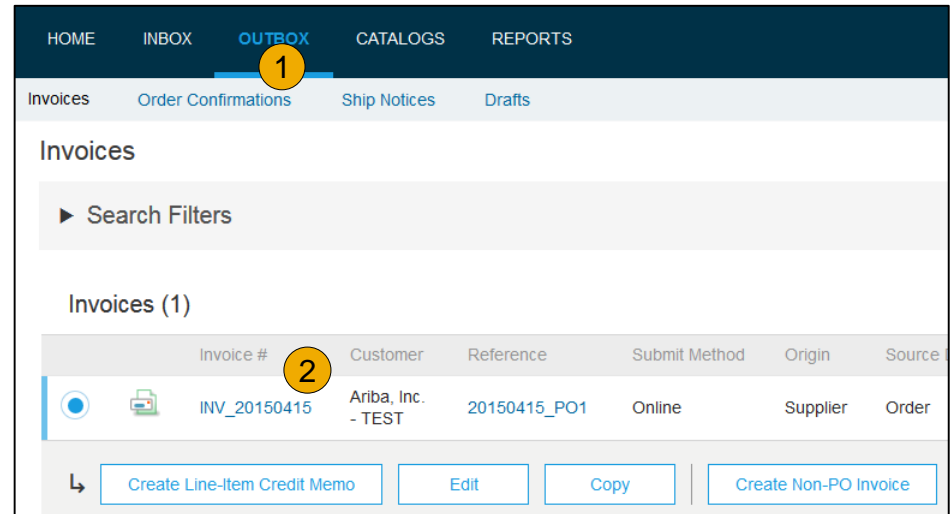 HOME INBOX OUTBOX CATALOGS REPORTS
1
Invoices Order Confirmations Ship Notices Drafts
Invoices
► Search Filters
Invoices (1)
Invoice # Customer Reference Submit Method Origin Source
2
INV_20150415 Ariba, Inc. - TEST 20150415_PO1 Online Supplier Order
Create Line-Item Credit Memo Edit Copy Create Non-PO Invoice